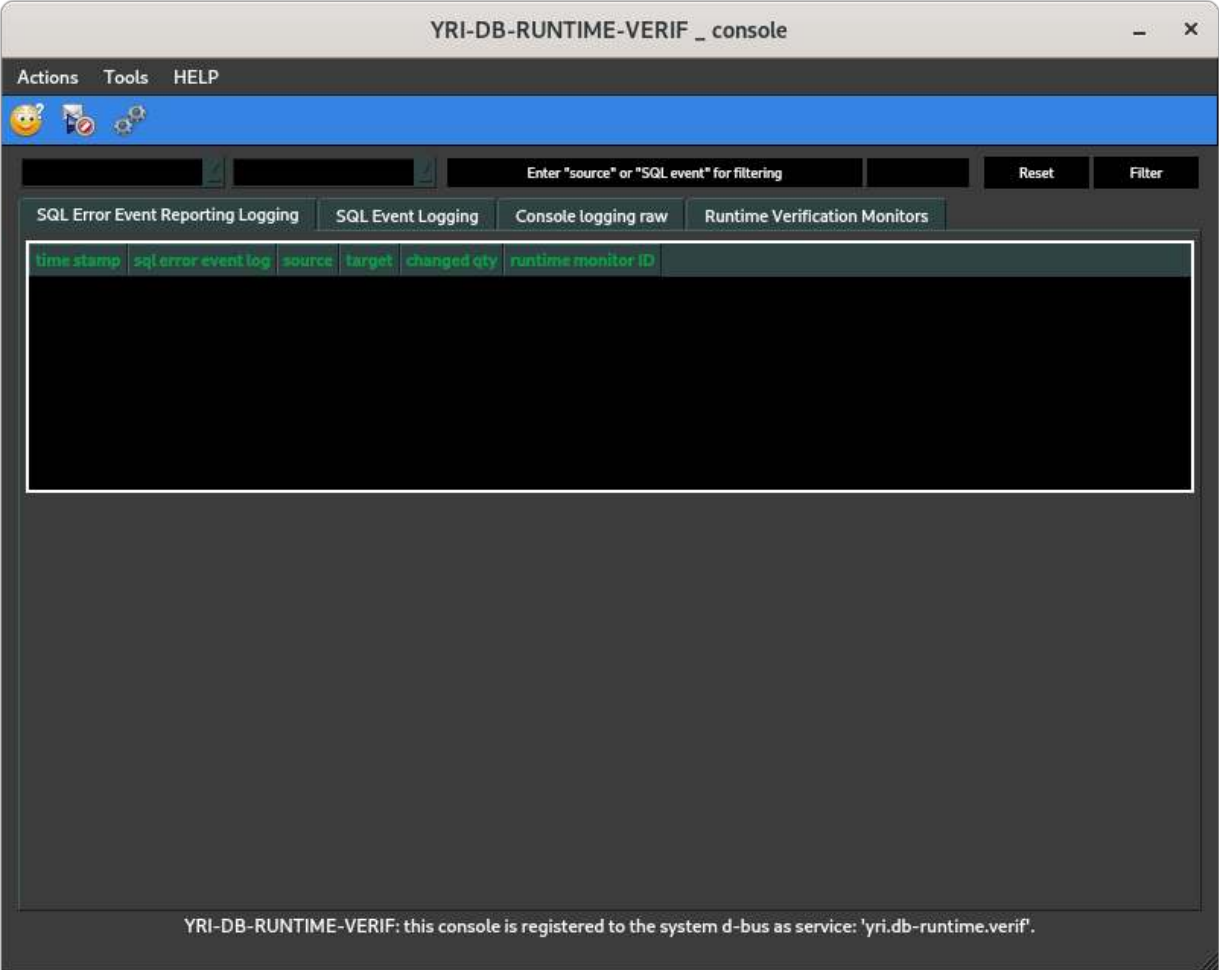 YRI-DB-RUNTIME-VERIF _ console
Actions Tools HELP
Enter "source" or "SQL event" for filtering Reset Filter
SQL Error Event Reporting Logging SQL Event Logging Console logging raw Runtime Verification Monitors
time stamp sql error event log source target changed qty runtime monitor ID
YRI-DB-RUNTIME-VERIF: this console is registered to the system d-bus as service: 'yri.db-runtime.verif'.